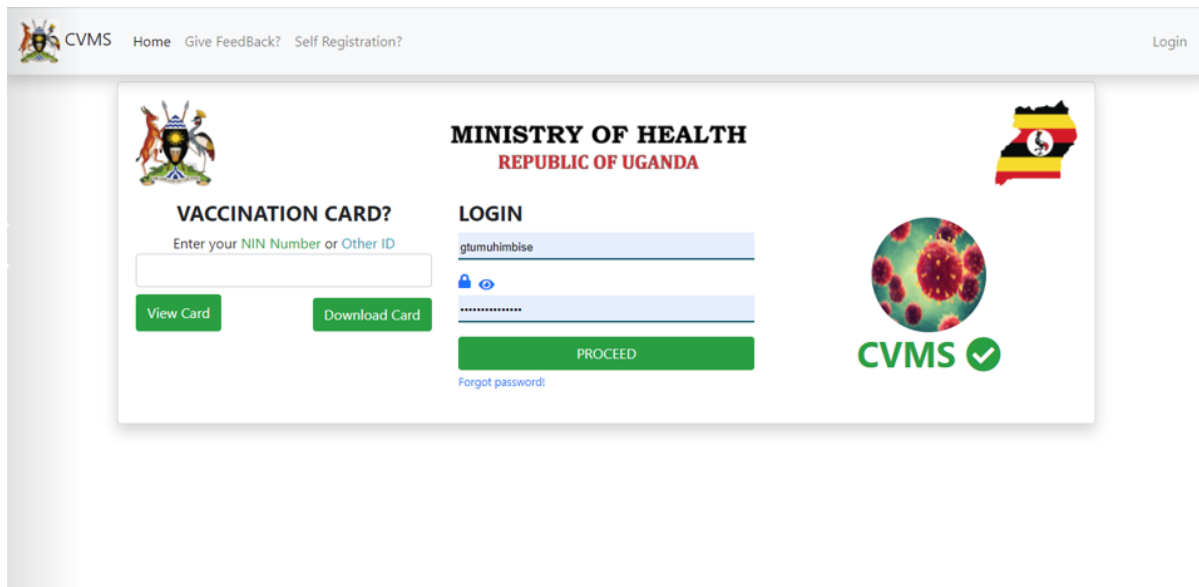 CVMS Home Give FeedBack? Self Registration? Login
MINISTRY OF HEALTH
REPUBLIC OF UGANDA
VACCINATION CARD?
Enter your NIN Number or Other ID
View Card
Download Card
LOGIN
gtumuhimbise
•••••••••••••••
PROCEED
Forgot password!
CVMS